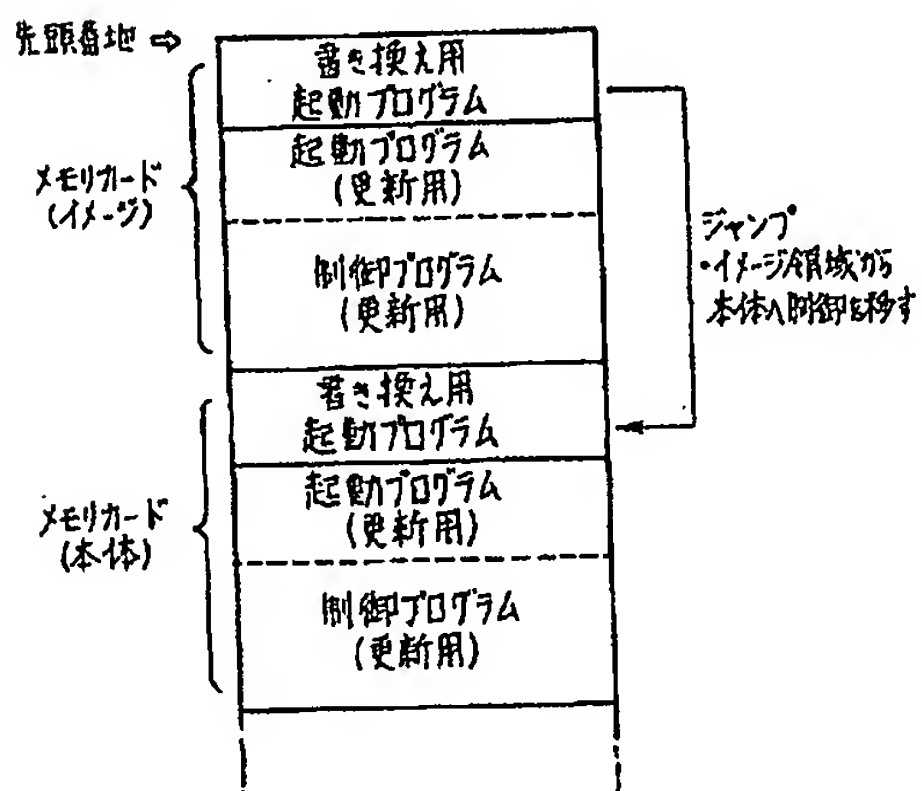 先頭番地 ⇨
書き換え用
起動プログラム
起動プログラム
(更新用)
メモリカード
(イメージ)
制御プログラム
(更新用)
ジャンプ
・イメージ領域から
本体へ制御を移す
書き換え用
起動プログラム
起動プログラム
(更新用)
メモリカード
(本体)
制御プログラム
(更新用)